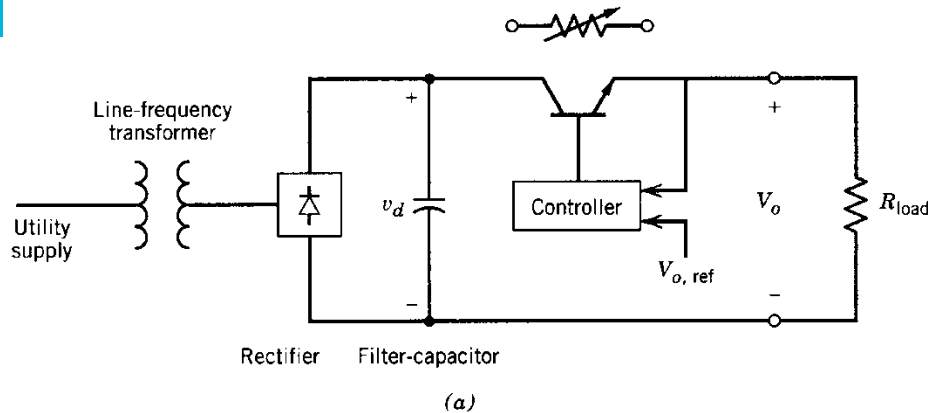 Line-frequency
transformer
Utility
supply
+
v_d
−
Controller
V_o, ref
+
V_o
−
R_load
Rectifier
Filter-capacitor
(a)